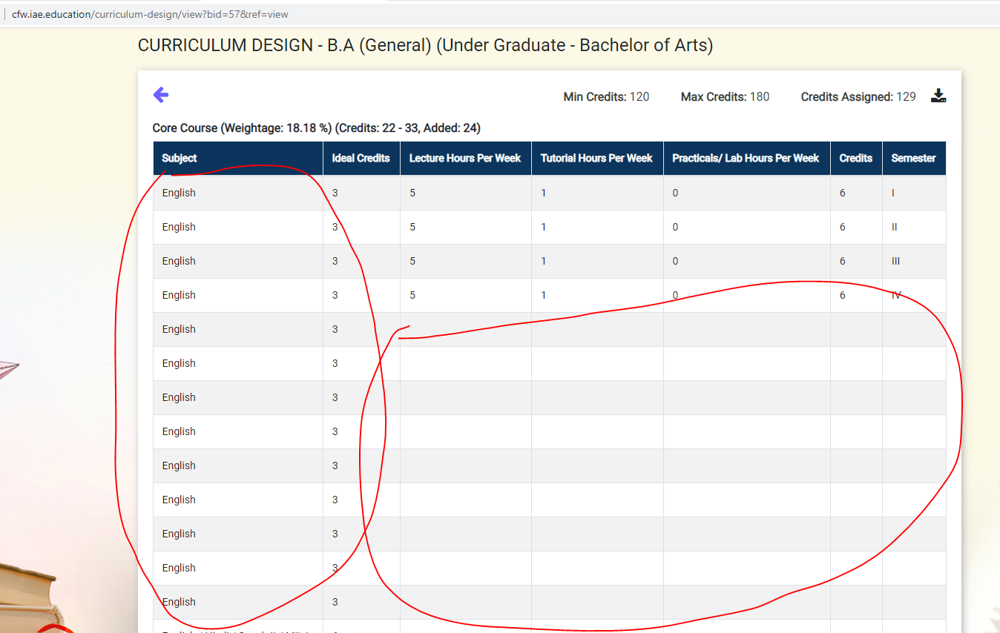 cfw.iae.education/curriculum-design/view?bid=57&ref=view
CURRICULUM DESIGN - B.A (General) (Under Graduate - Bachelor of Arts)
Min Credits: 120 Max Credits: 180 Credits Assigned: 129
Core Course (Weightage: 18.18 %) (Credits: 22 - 33, Added: 24)
Subject Ideal Credits Lecture Hours Per Week Tutorial Hours Per Week Practicals/ Lab Hours Per Week Credits Semester
English 3 5 1 0 6 I
English 3 5 1 0 6 II
English 3 5 1 0 6 III
English 3 5 1 0 6 IV
English 3
English 3
English 3
English 3
English 3
English 3
English 3
English 3
English 3